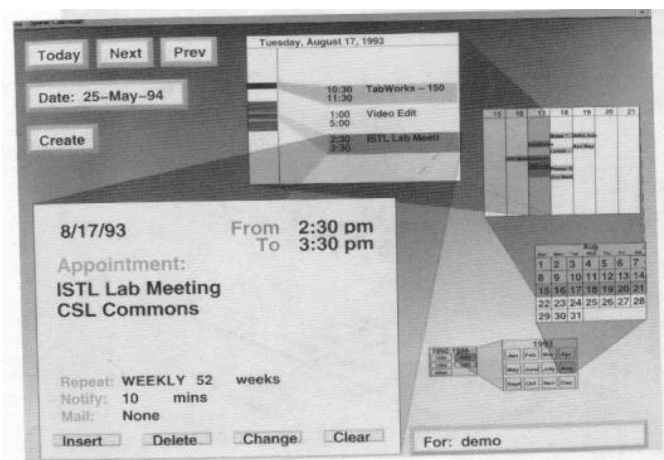 Today Next Prev
Date: 25-May-94
Create
Tuesday, August 17, 1993
10:30 TabWorks – 150
11:30
1:00 Video Edit
5:00
2:30 ISTL Lab Meeti
3:30
15 16 17 18 19 20 21
8/17/93
From 2:30 pm
To 3:30 pm
Appointment:
ISTL Lab Meeting
CSL Commons
Repeat: WEEKLY 52 weeks
Notify: 10 mins
Mail: None
Insert Delete Change Clear
Aug
1 2 3 4 5 6 7
8 9 10 11 12 13 14
15 16 17 18 19 20 21
22 23 24 25 26 27 28
29 30 31
1993
Jan Feb Mar Apr
May June July Aug
Sept Oct Nov Dec
For: demo